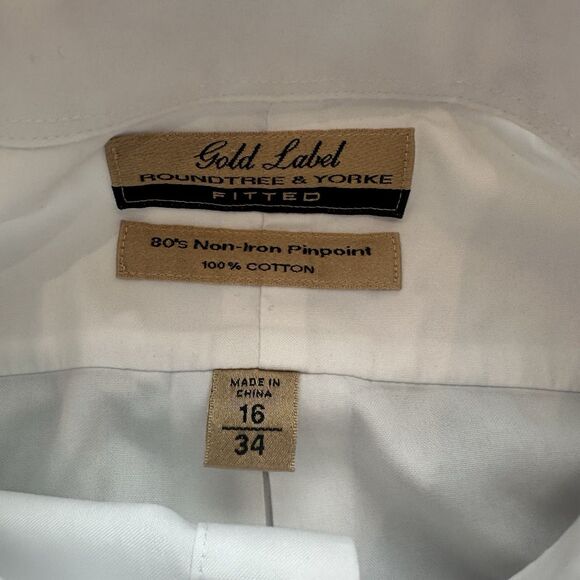 Gold Label
ROUNDTREE & YORKE
FITTED
80's Non-Iron Pinpoint
100% COTTON
MADE IN
CHINA
16
34